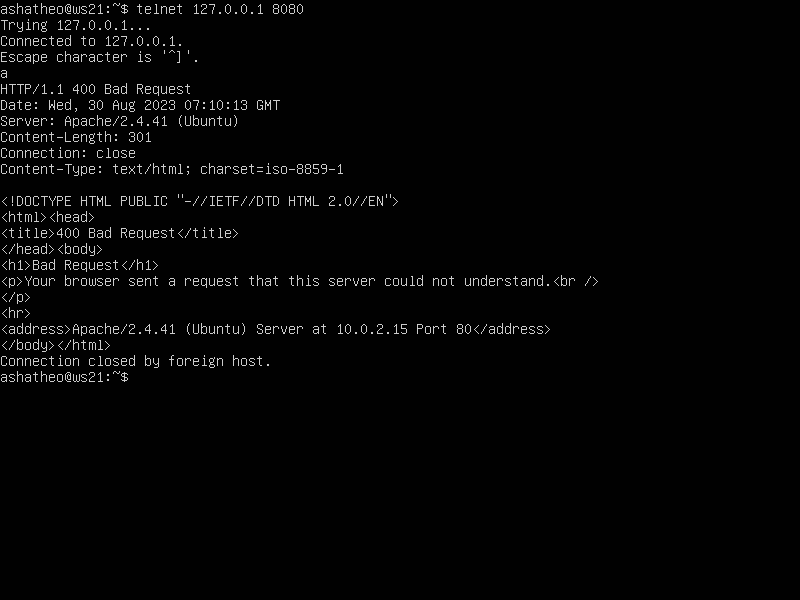 ashatheo@ws21:~$ telnet 127.0.0.1 8080
Trying 127.0.0.1...
Connected to 127.0.0.1.
Escape character is '^]'.
a
HTTP/1.1 400 Bad Request
Date: Wed, 30 Aug 2023 07:10:13 GMT
Server: Apache/2.4.41 (Ubuntu)
Content-Length: 301
Connection: close
Content-Type: text/html; charset=iso-8859-1

<!DOCTYPE HTML PUBLIC "-//IETF//DTD HTML 2.0//EN">
<html><head>
<title>400 Bad Request</title>
</head><body>
<h1>Bad Request</h1>
<p>Your browser sent a request that this server could not understand.<br />
</p>
<hr>
<address>Apache/2.4.41 (Ubuntu) Server at 10.0.2.15 Port 80</address>
</body></html>
Connection closed by foreign host.
ashatheo@ws21:~$